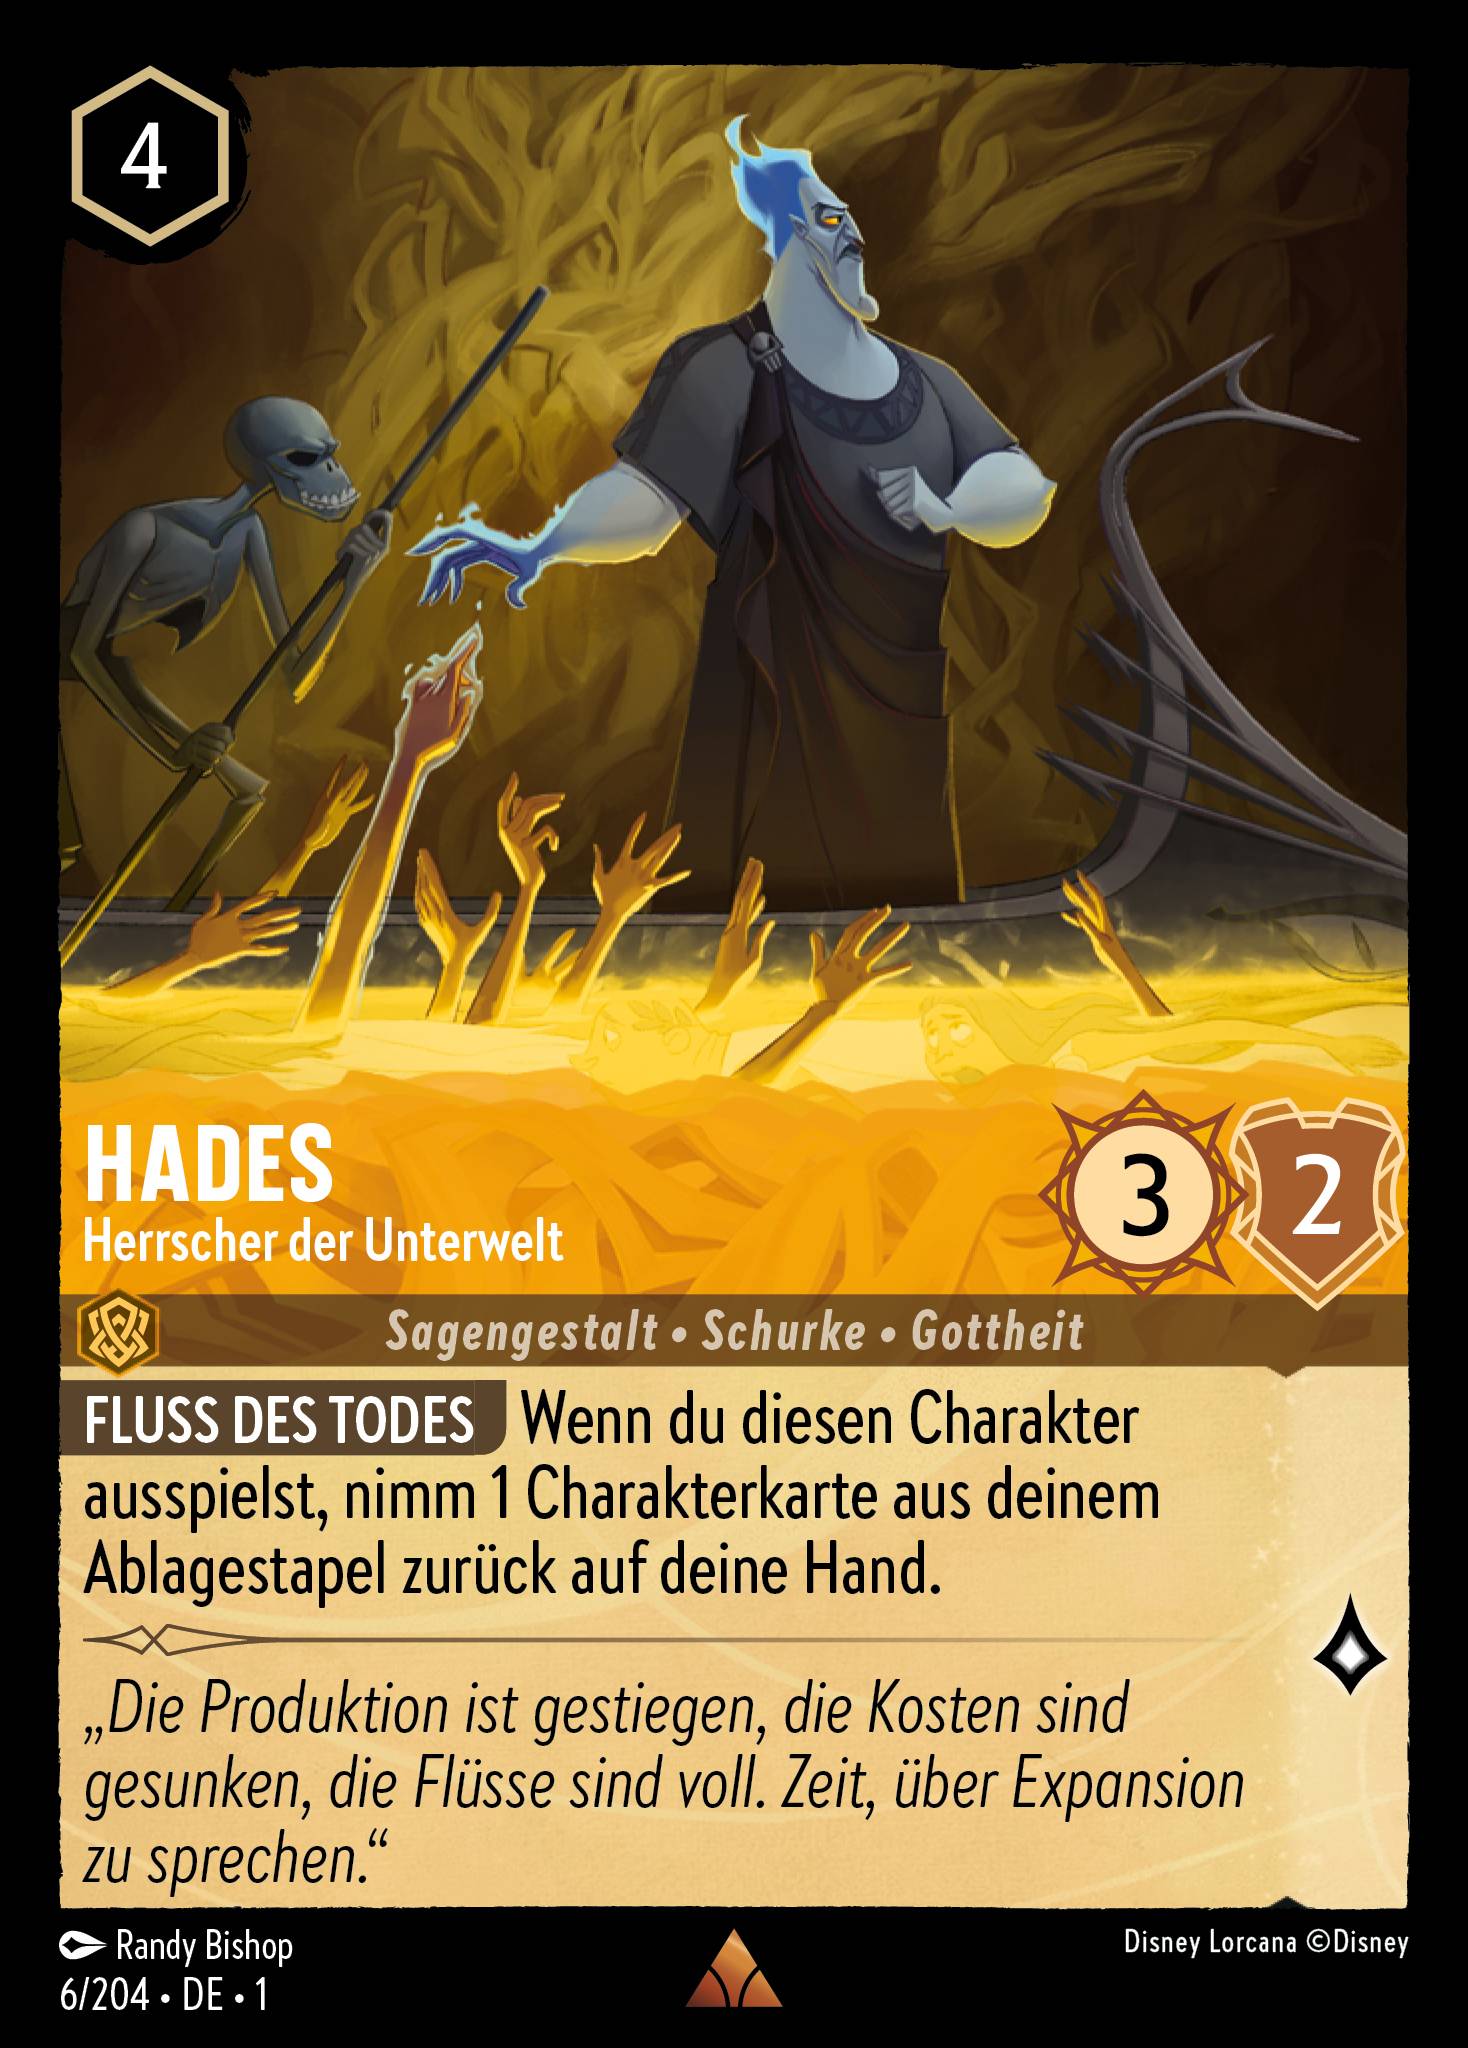 4
HADES
Herrscher der Unterwelt
3
2
Sagengestalt • Schurke • Gottheit
FLUSS DES TODES Wenn du diesen Charakter
ausspielst, nimm 1 Charakterkarte aus deinem
Ablagestapel zurück auf deine Hand.
„Die Produktion ist gestiegen, die Kosten sind
gesunken, die Flüsse sind voll. Zeit, über Expansion
zu sprechen.“
Randy Bishop
Disney Lorcana ©Disney
6/204 • DE • 1